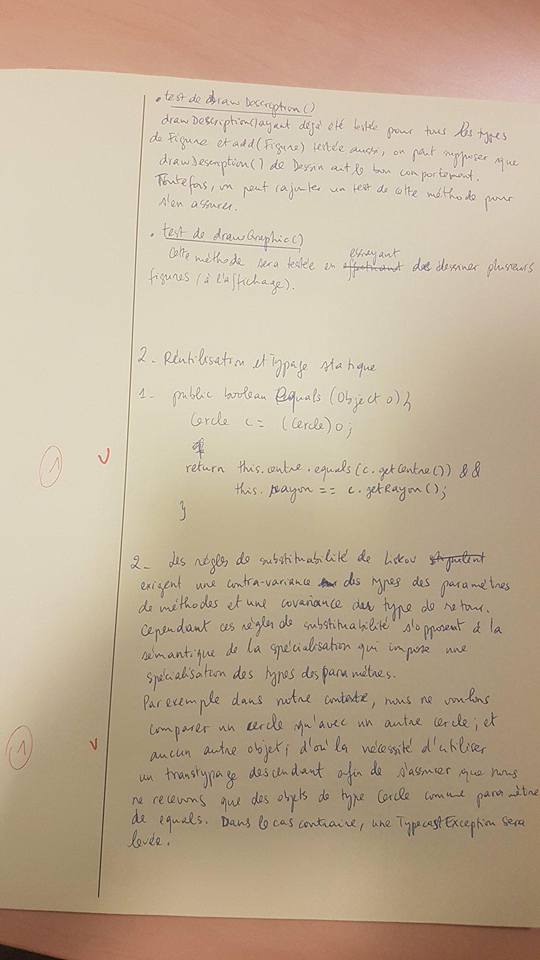 • test de drawDescription()
drawDescription() ayant déjà été testée pour tous les types
de Figure et add(Figure) testée aussi, on peut supposer que
drawDescription() de Dessin ait le bon comportement.
Toutefois, on peut rajouter un test de cette méthode pour
s'en assurer.
• test de drawGraphic()
essayant
Cette méthode sera testée en de dessiner plusieurs
figures (à l'affichage).
2 - Réutilisation et Typage statique
1 - public boolean Equals (Object o) {
Cercle c = (Cercle) o;
1 v
return this.centre.equals(c.getCentre()) &&
this.rayon == c.getRayon();
}
2 - Les règles de substituabilité de Liskov stipulent
exigent une contra-variance des types des paramètres
de méthodes et une covariance du type de retour.
Cependant ces règles de substituabilité s'opposent à la
sémantique de la spécialisation qui impose une
spécialisation des types des paramètres.
Par exemple dans notre contexte, nous ne voulons
comparer un cercle qu'avec un autre cercle, et
1 v
aucun autre objet; d'où la nécessité d'utiliser
un transtypage descendant afin de s'assurer que nous
ne recevons que des objets de type Cercle comme paramètre
de equals. Dans le cas contraire, une TypecastException sera
levée.